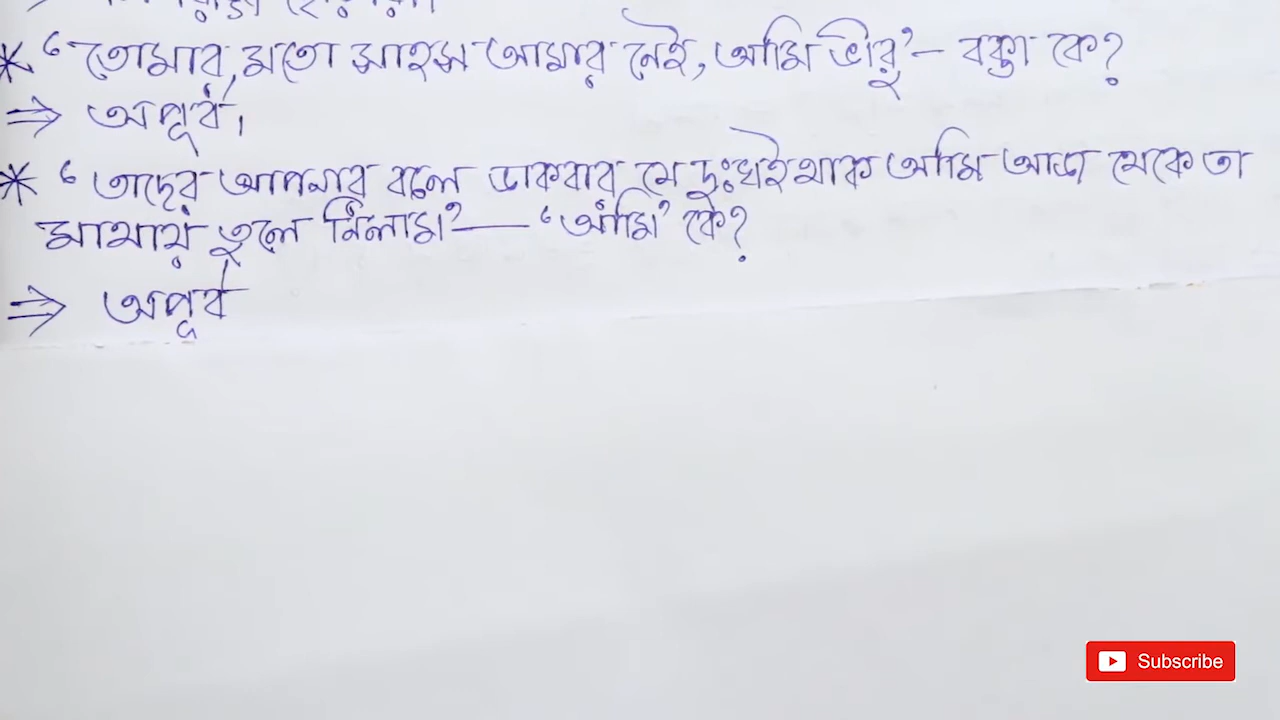 * ‘তোমার মতো সাহস আমার নেই, আমি ভীরু’– বক্তা কে?
⇒ অপূর্ব।
* ‘তাদের আপনার বলে ডাকবার যে দুঃখই থাক আমি আজ থেকে তা
মাথায় তুলে নিলাম’— ‘আমি’ কে?
⇒ অপূর্ব
Subscribe